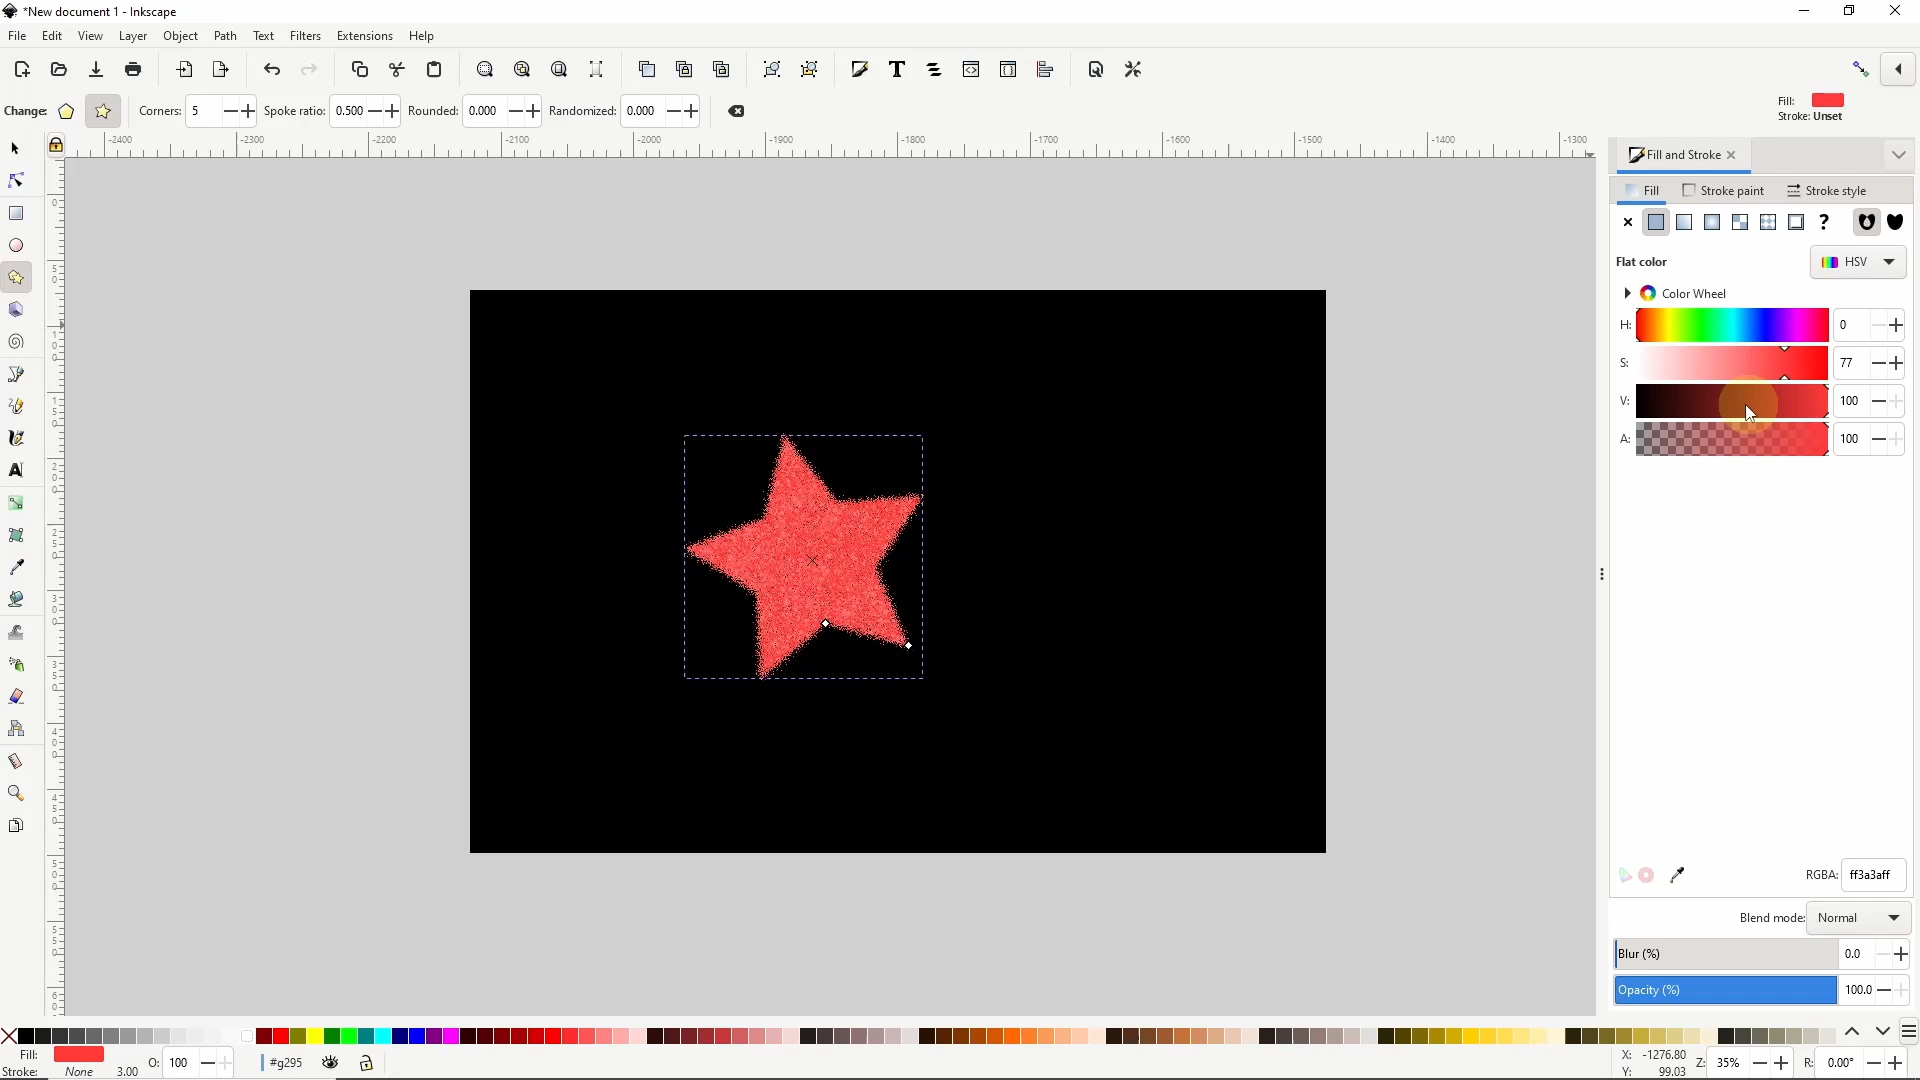 *New document 1 - Inkscape
File Edit View Layer Object Path Text Filters Extensions Help
Change: Corners: 5 Spoke ratio: 0.500 Rounded: 0.000 Randomized: 0.000
Fill:
Stroke: Unset
-2400 -2300 -2200 -2100 -2000 -1900 -1800 -1700 -1600 -1500 -1400 -1300
Fill and Stroke
Fill Stroke paint Stroke style
Flat color HSV
Color Wheel
H: 0
S: 77
V: 100
A: 100
RGBA: ff3a3aff
Blend mode: Normal
Blur (%) 0.0
Opacity (%) 100.0
Fill: O: 100 #g295 X: -1276.80 Z: 35% R: 0.00°
Stroke: None 3.00 Y: 99.03